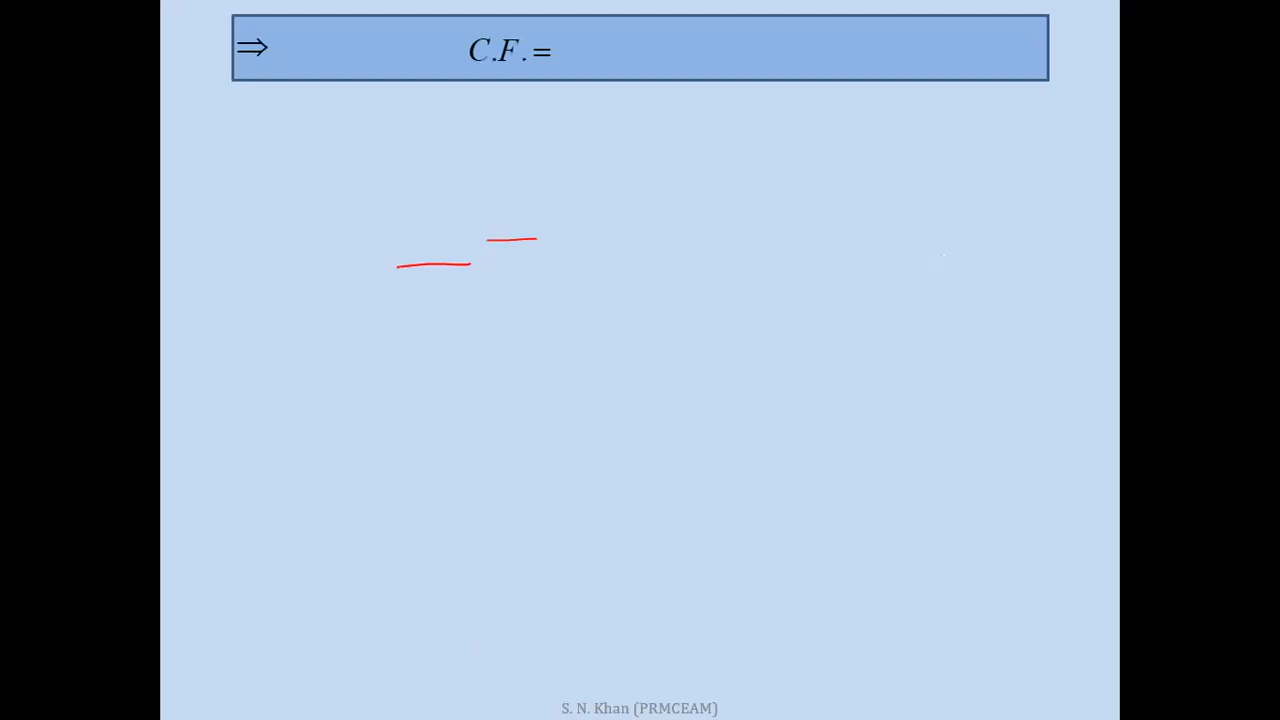 ⇒ C.F. =
S. N. Khan (PRMCEAM)